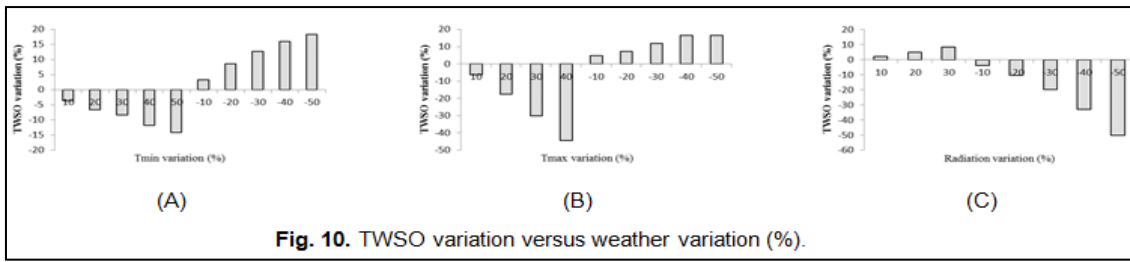 TWSO variation (%)
20
15
10
5
0
-5
-10
-15
-20
10 20 30 40 50 -10 -20 -30 -40 -50
Tmin variation (%)
(A)
TWSO variation (%)
20
10
0
-10
-20
-30
-40
-50
10 20 30 40 -10 -20 -30 -40 -50
Tmax variation (%)
(B)
TWSO variation (%)
20
10
0
-10
-20
-30
-40
-50
-60
10 20 30 -10 -20 -30 -40 -50
Radiation variation (%)
(C)
Fig. 10. TWSO variation versus weather variation (%).